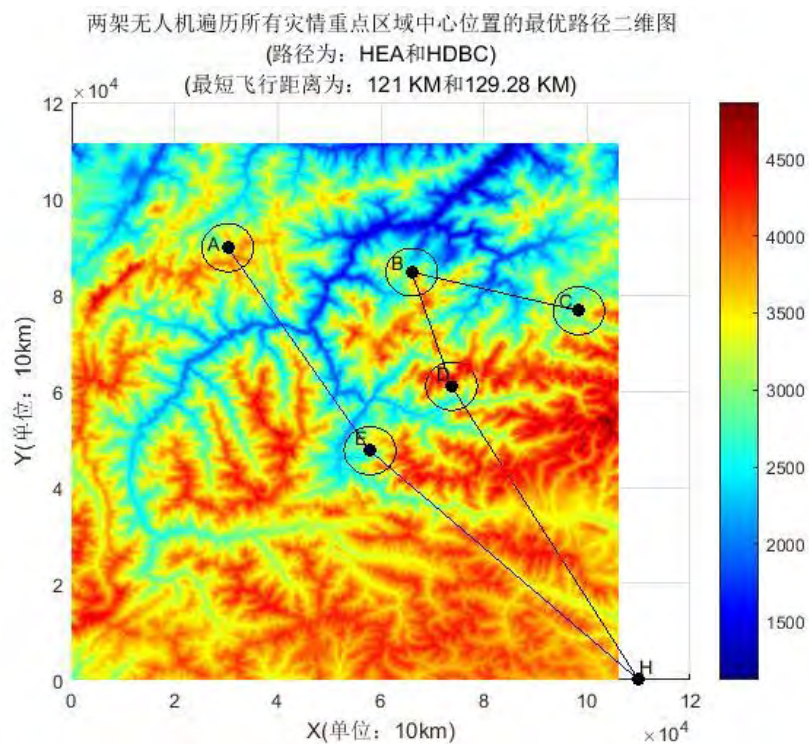 两架无人机遍历所有灾情重点区域中心位置的最优路径二维图
(路径为：HEA和HDBC)
(最短飞行距离为：121 KM和129.28 KM)
×10⁴
12
10
8
6
4
2
0
Y(单位：10km)
A
B
C
D
E
H
0 2 4 6 8 10 12
X(单位：10km)
×10⁴
4500
4000
3500
3000
2500
2000
1500